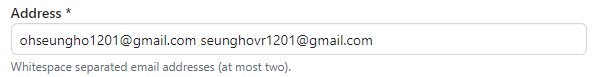 Address *
ohseungho1201@gmail.com seunghovr1201@gmail.com
Whitespace separated email addresses (at most two).